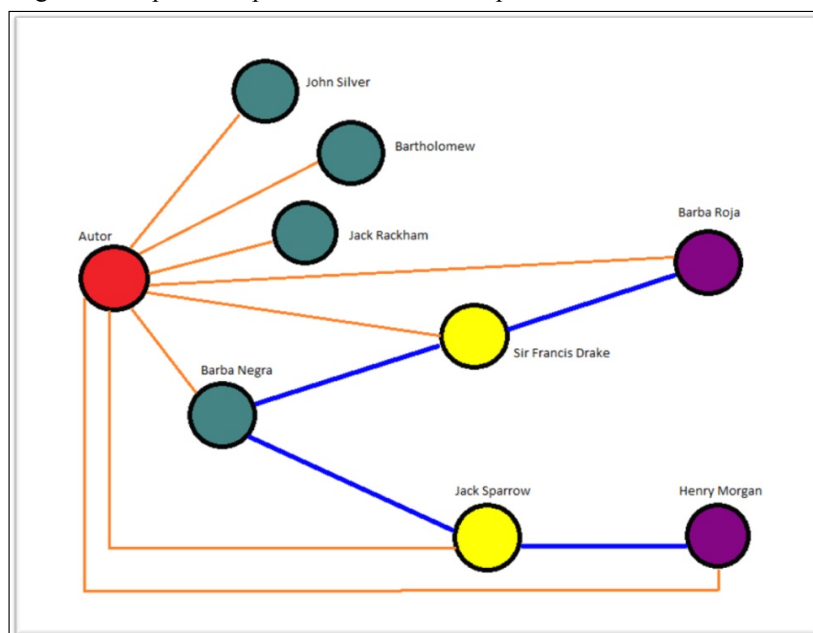 John Silver
Bartholomew
Barba Roja
Jack Rackham
Autor
Sir Francis Drake
Barba Negra
Jack Sparrow
Henry Morgan